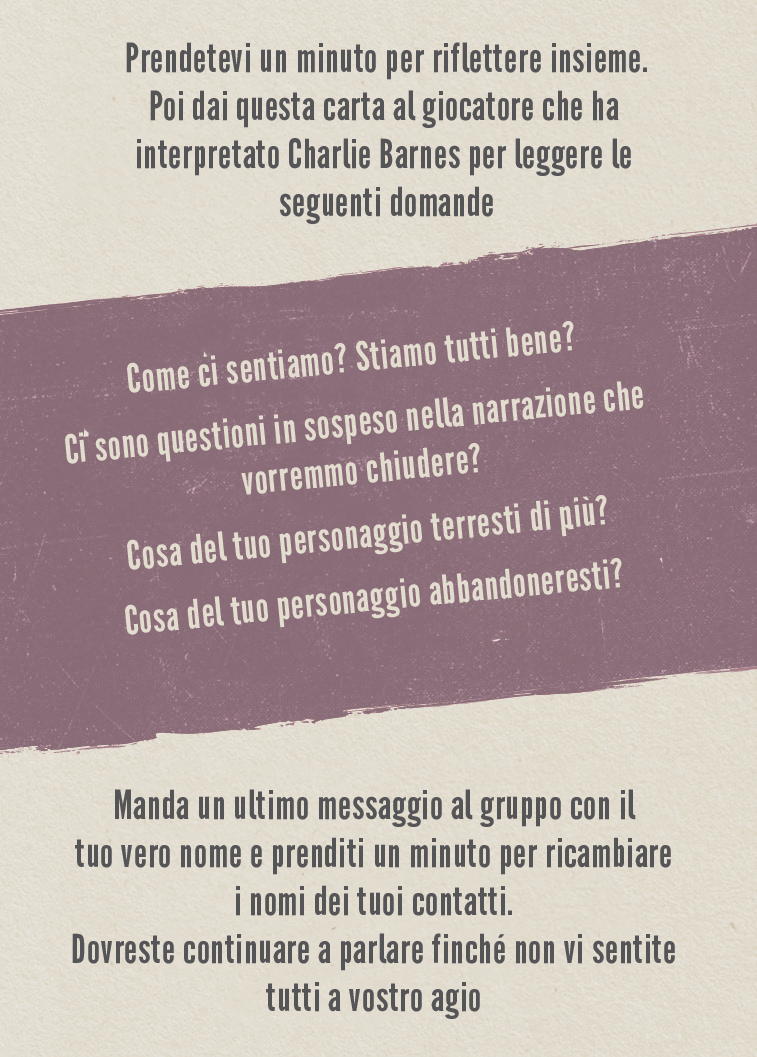 Prendetevi un minuto per riflettere insieme.
Poi dai questa carta al giocatore che ha
interpretato Charlie Barnes per leggere le
seguenti domande
Come ci sentiamo? Stiamo tutti bene?
Ci sono questioni in sospeso nella narrazione che
vorremmo chiudere?
Cosa del tuo personaggio terresti di più?
Cosa del tuo personaggio abbandoneresti?
Manda un ultimo messaggio al gruppo con il
tuo vero nome e prenditi un minuto per ricambiare
i nomi dei tuoi contatti.
Dovreste continuare a parlare finché non vi sentite
tutti a vostro agio